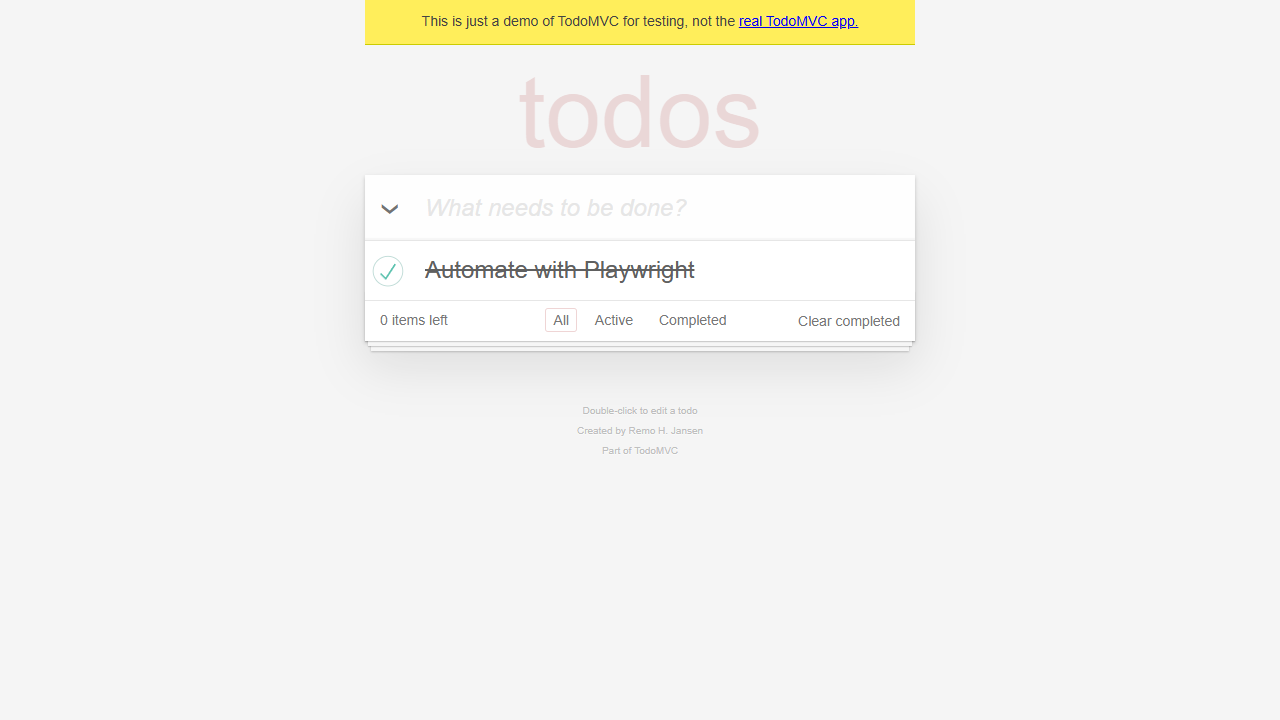 This is just a demo of TodoMVC for testing, not the real TodoMVC app.
todos
What needs to be done?
Automate with Playwright
0 items left All Active Completed Clear completed
Double-click to edit a todo
Created by Remo H. Jansen
Part of TodoMVC